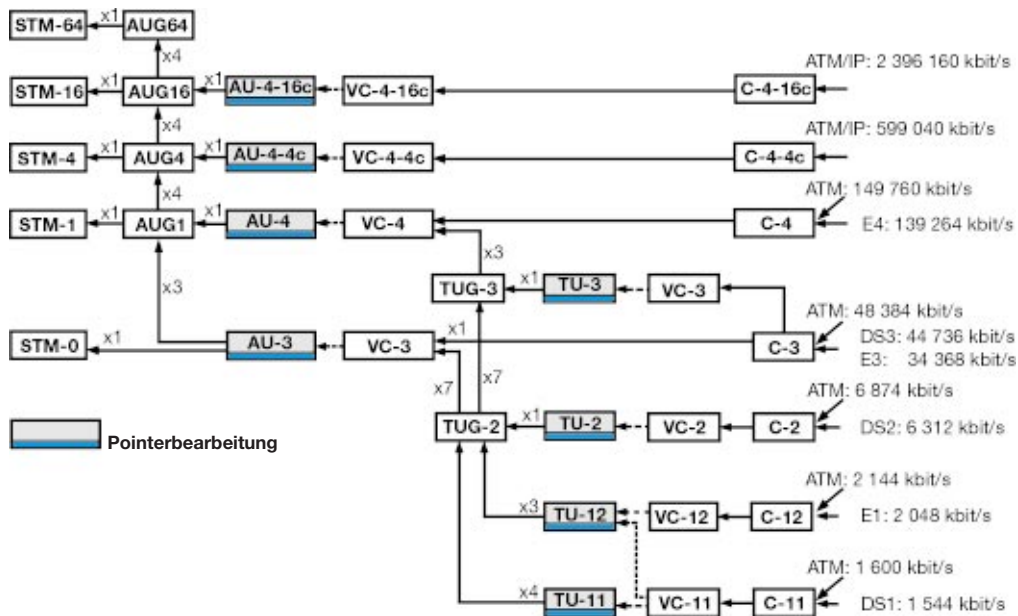 STM-64 x1 AUG64
x4
ATM/IP: 2 396 160 kbit/s
STM-16 x1 AUG16 x1 AU-4-16c VC-4-16c C-4-16c
x4
ATM/IP: 599 040 kbit/s
STM-4 x1 AUG4 x1 AU-4-4c VC-4-4c C-4-4c
x4
ATM: 149 760 kbit/s
STM-1 x1 AUG1 x1 AU-4 VC-4 C-4 E4: 139 264 kbit/s
x3
x3 TUG-3 x1 TU-3 VC-3
ATM: 48 384 kbit/s
STM-0 x1 AU-3 VC-3 x1 C-3 DS3: 44 736 kbit/s
E3: 34 368 kbit/s
x7 x7
ATM: 6 874 kbit/s
Pointerbearbeitung
TUG-2 x1 TU-2 VC-2 C-2 DS2: 6 312 kbit/s
ATM: 2 144 kbit/s
x3 TU-12 VC-12 C-12 E1: 2 048 kbit/s
ATM: 1 600 kbit/s
x4 TU-11 VC-11 C-11 DS1: 1 544 kbit/s